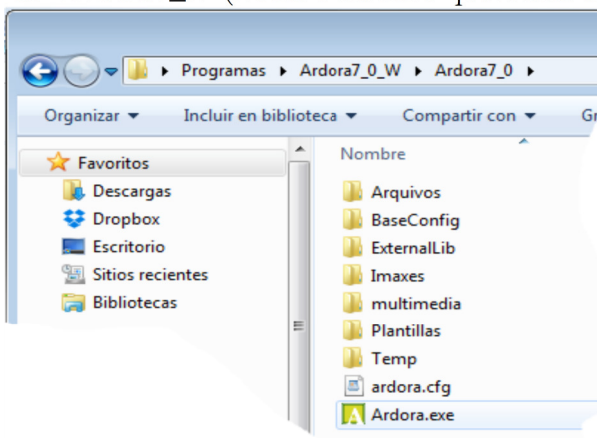 Programas ▸ Ardora7_0_W ▸ Ardora7_0 ▸
Organizar Incluir en biblioteca Compartir con
Favoritos
Descargas
Dropbox
Escritorio
Sitios recientes
Bibliotecas
Nombre
Arquivos
BaseConfig
ExternalLib
Imaxes
multimedia
Plantillas
Temp
ardora.cfg
Ardora.exe